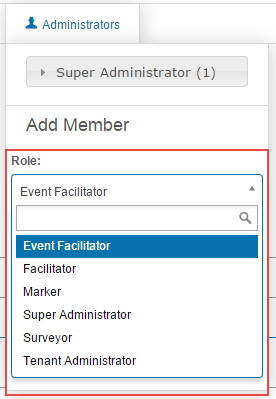 Administrators
Super Administrator (1)
Add Member
Role:
Event Facilitator
Event Facilitator
Facilitator
Marker
Super Administrator
Surveyor
Tenant Administrator